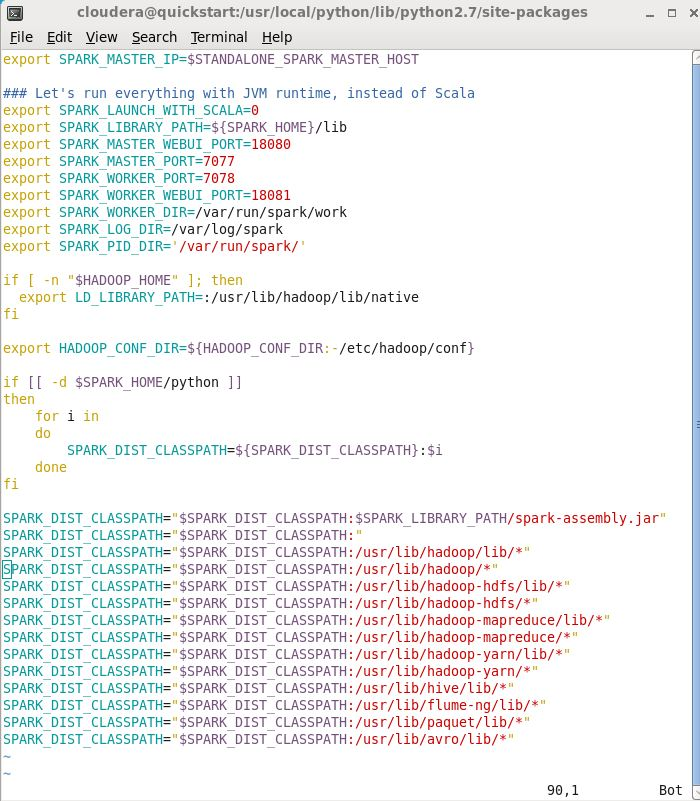 cloudera@quickstart:/usr/local/python/lib/python2.7/site-packages
File Edit View Search Terminal Help
export SPARK_MASTER_IP=$STANDALONE_SPARK_MASTER_HOST
### Let's run everything with JVM runtime, instead of Scala
export SPARK_LAUNCH_WITH_SCALA=0
export SPARK_LIBRARY_PATH=${SPARK_HOME}/lib
export SPARK_MASTER_WEBUI_PORT=18080
export SPARK_MASTER_PORT=7077
export SPARK_WORKER_PORT=7078
export SPARK_WORKER_WEBUI_PORT=18081
export SPARK_WORKER_DIR=/var/run/spark/work
export SPARK_LOG_DIR=/var/log/spark
export SPARK_PID_DIR='/var/run/spark/'
if [ -n "$HADOOP_HOME" ]; then
  export LD_LIBRARY_PATH=:/usr/lib/hadoop/lib/native
fi
export HADOOP_CONF_DIR=${HADOOP_CONF_DIR:-/etc/hadoop/conf}
if [[ -d $SPARK_HOME/python ]]
then
    for i in
    do
        SPARK_DIST_CLASSPATH=${SPARK_DIST_CLASSPATH}:$i
    done
fi
SPARK_DIST_CLASSPATH="$SPARK_DIST_CLASSPATH:$SPARK_LIBRARY_PATH/spark-assembly.jar"
SPARK_DIST_CLASSPATH="$SPARK_DIST_CLASSPATH:"
SPARK_DIST_CLASSPATH="$SPARK_DIST_CLASSPATH:/usr/lib/hadoop/lib/*"
SPARK_DIST_CLASSPATH="$SPARK_DIST_CLASSPATH:/usr/lib/hadoop/*"
SPARK_DIST_CLASSPATH="$SPARK_DIST_CLASSPATH:/usr/lib/hadoop-hdfs/lib/*"
SPARK_DIST_CLASSPATH="$SPARK_DIST_CLASSPATH:/usr/lib/hadoop-hdfs/*"
SPARK_DIST_CLASSPATH="$SPARK_DIST_CLASSPATH:/usr/lib/hadoop-mapreduce/lib/*"
SPARK_DIST_CLASSPATH="$SPARK_DIST_CLASSPATH:/usr/lib/hadoop-mapreduce/*"
SPARK_DIST_CLASSPATH="$SPARK_DIST_CLASSPATH:/usr/lib/hadoop-yarn/lib/*"
SPARK_DIST_CLASSPATH="$SPARK_DIST_CLASSPATH:/usr/lib/hadoop-yarn/*"
SPARK_DIST_CLASSPATH="$SPARK_DIST_CLASSPATH:/usr/lib/hive/lib/*"
SPARK_DIST_CLASSPATH="$SPARK_DIST_CLASSPATH:/usr/lib/flume-ng/lib/*"
SPARK_DIST_CLASSPATH="$SPARK_DIST_CLASSPATH:/usr/lib/paquet/lib/*"
SPARK_DIST_CLASSPATH="$SPARK_DIST_CLASSPATH:/usr/lib/avro/lib/*"
~
~
90,1 Bot